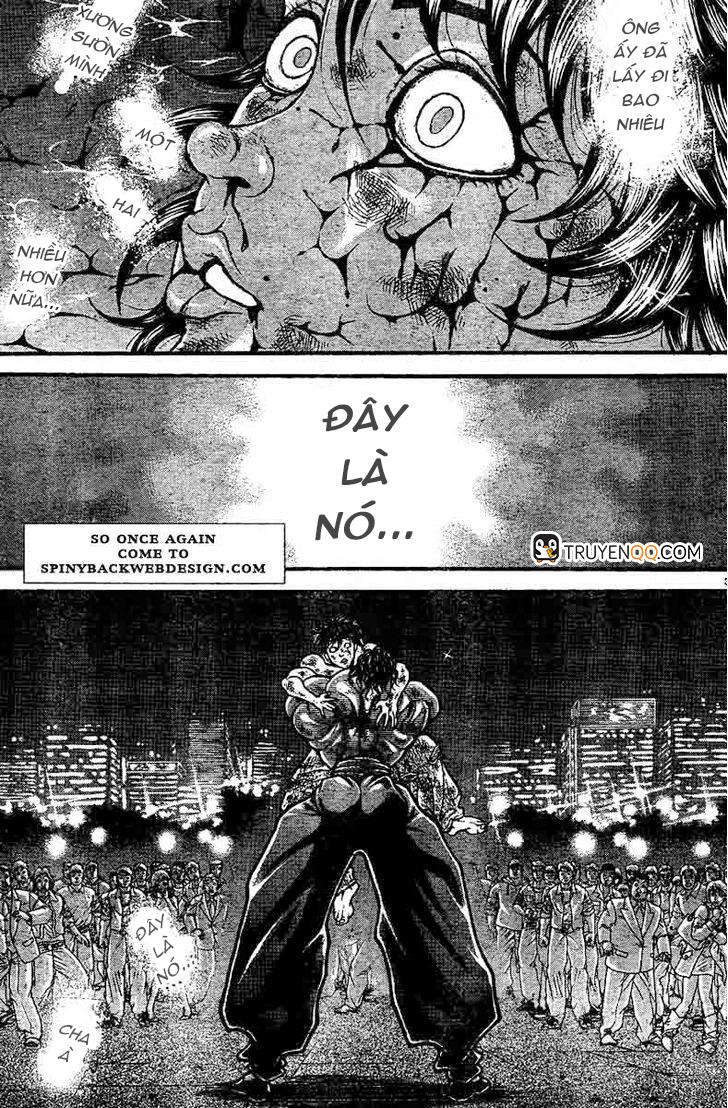 ÔNG
ẤY ĐÃ
LẤY ĐI
BAO
NHIÊU
XƯƠNG
SƯỜN
MÌNH
MỘT
HAI
NHIỀU
HƠN
NỮA...
ĐÂY
LÀ
NÓ...
SO ONCE AGAIN
COME TO
SPINYBACKWEBDESIGN.COM
TRUYENQQ.COM
ĐÂY
LÀ
NÓ...
CHA
À